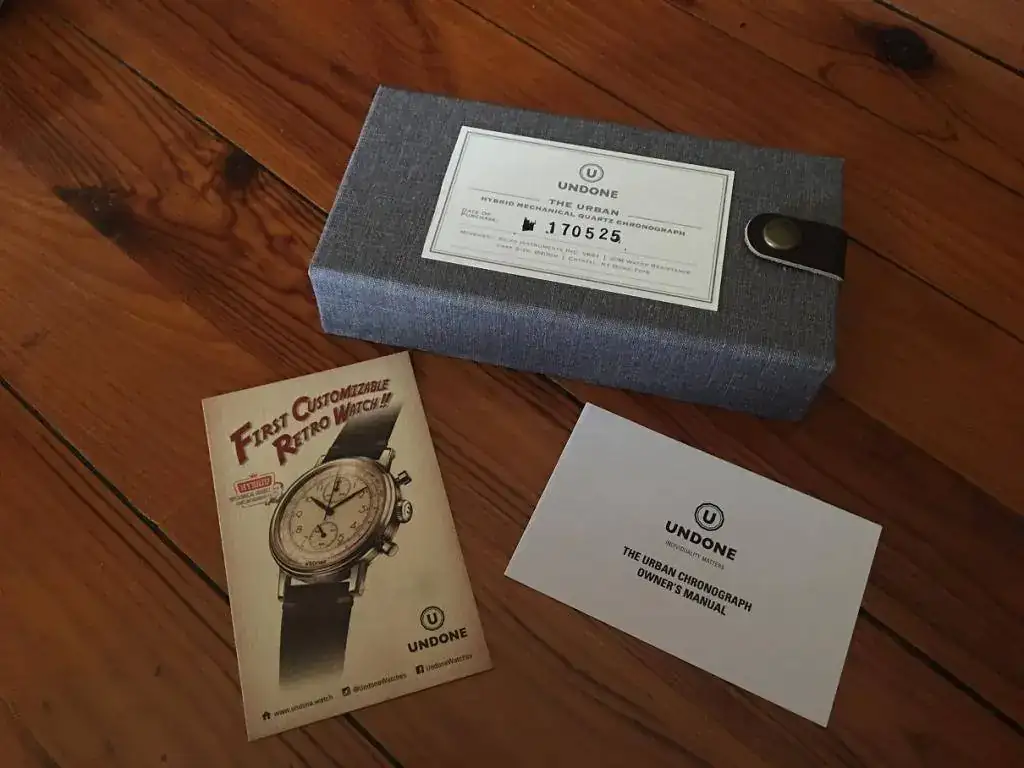 U
UNDONE
THE URBAN
HYBRID MECHANICAL QUARTZ CHRONOGRAPH
DATE OF
PURCHASE:
170525
FIRST CUSTOMIZABLE
RETRO WATCH!!
HYBRID
U
UNDONE
www.undone.watch
@UndoneWatches
UndoneWatches
U
UNDONE
INDIVIDUALITY MATTERS
THE URBAN CHRONOGRAPH
OWNER'S MANUAL